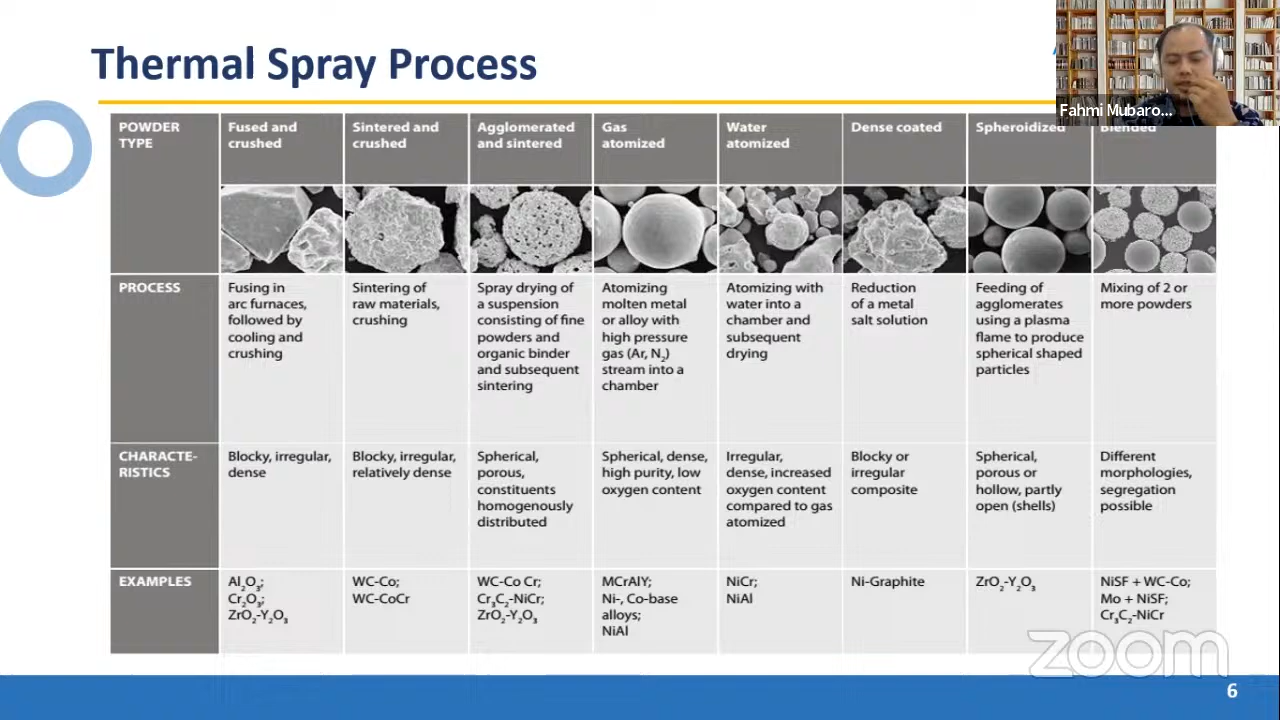 Thermal Spray Process
Fahmi Mubaro...
POWDER
TYPE
Fused and
crushed
Sintered and
crushed
Agglomerated
and sintered
Gas
atomized
Water
atomized
Dense coated
Spheroidized
Blended
PROCESS
Fusing in
arc furnaces,
followed by
cooling and
crushing
Sintering of
raw materials,
crushing
Spray drying of
a suspension
consisting of fine
powders and
organic binder
and subsequent
sintering
Atomizing
molten metal
or alloy with
high pressure
gas (Ar, N₂)
stream into a
chamber
Atomizing with
water into a
chamber and
subsequent
drying
Reduction
of a metal
salt solution
Feeding of
agglomerates
using a plasma
flame to produce
spherical shaped
particles
Mixing of 2 or
more powders
CHARACTE-
RISTICS
Blocky, irregular,
dense
Blocky, irregular,
relatively dense
Spherical,
porous,
constituents
homogenously
distributed
Spherical, dense,
high purity, low
oxygen content
Irregular,
dense, increased
oxygen content
compared to gas
atomized
Blocky or
irregular
composite
Spherical,
porous or
hollow, partly
open (shells)
Different
morphologies,
segregation
possible
EXAMPLES
Al₂O₃;
Cr₂O₃;
ZrO₂-Y₂O₃
WC-Co;
WC-CoCr
WC-Co Cr;
Cr₃C₂-NiCr;
ZrO₂-Y₂O₃
MCrAlY;
Ni-, Co-base
alloys;
NiAl
NiCr;
NiAl
Ni-Graphite
ZrO₂-Y₂O₃
NiSF + WC-Co;
Mo + NiSF;
Cr₃C₂-NiCr
zoom
6